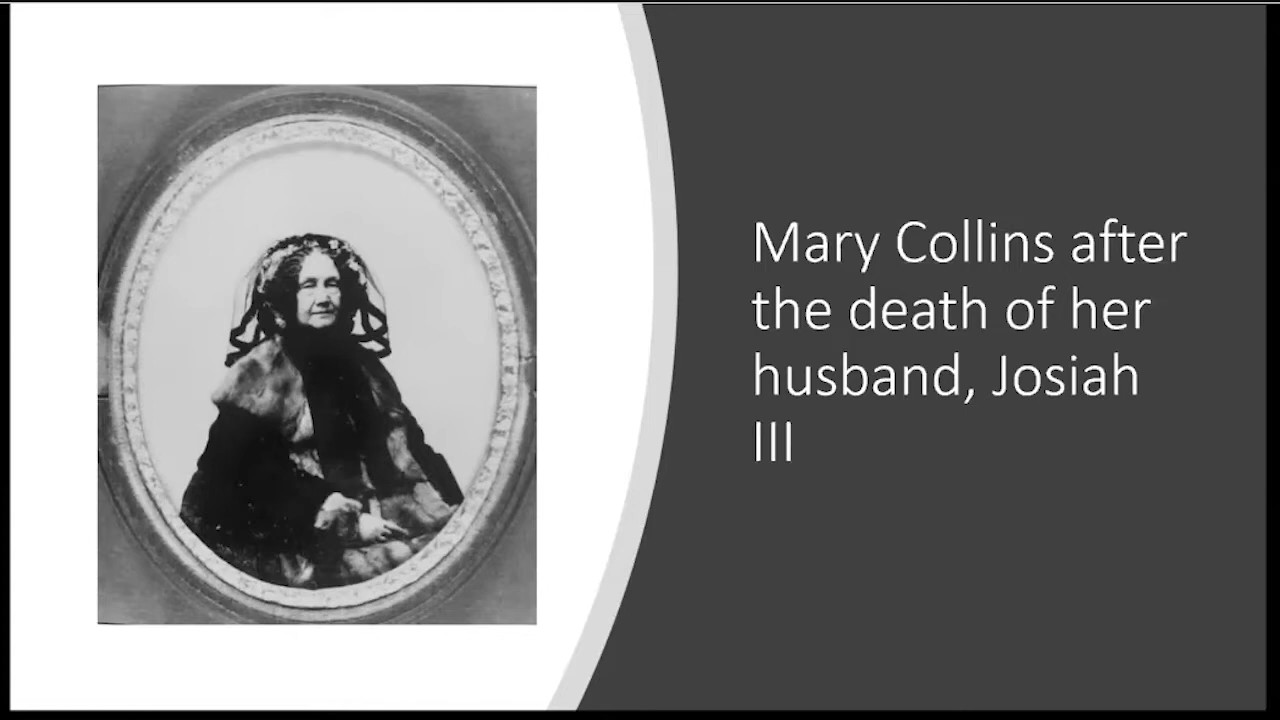 Mary Collins after
the death of her
husband, Josiah
III